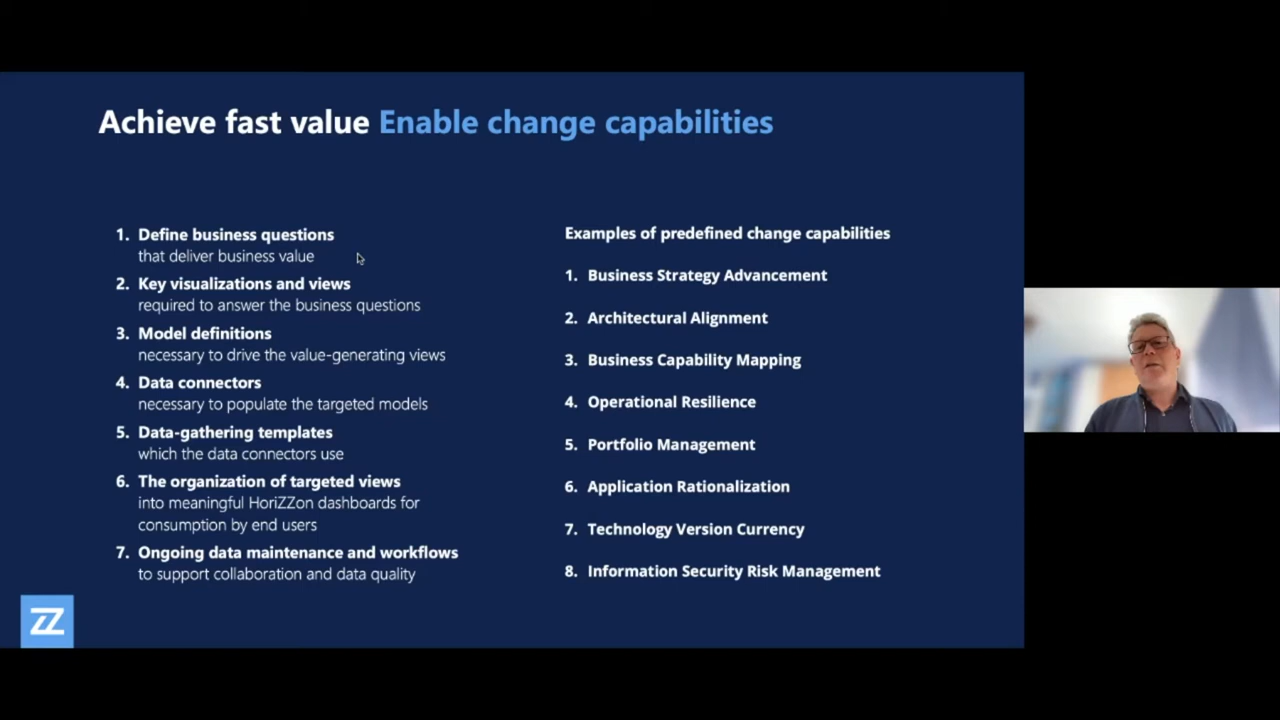 Achieve fast value Enable change capabilities
1. Define business questions
that deliver business value
2. Key visualizations and views
required to answer the business questions
3. Model definitions
necessary to drive the value-generating views
4. Data connectors
necessary to populate the targeted models
5. Data-gathering templates
which the data connectors use
6. The organization of targeted views
into meaningful HoriZZon dashboards for
consumption by end users
7. Ongoing data maintenance and workflows
to support collaboration and data quality
Examples of predefined change capabilities
1. Business Strategy Advancement
2. Architectural Alignment
3. Business Capability Mapping
4. Operational Resilience
5. Portfolio Management
6. Application Rationalization
7. Technology Version Currency
8. Information Security Risk Management
ZZ